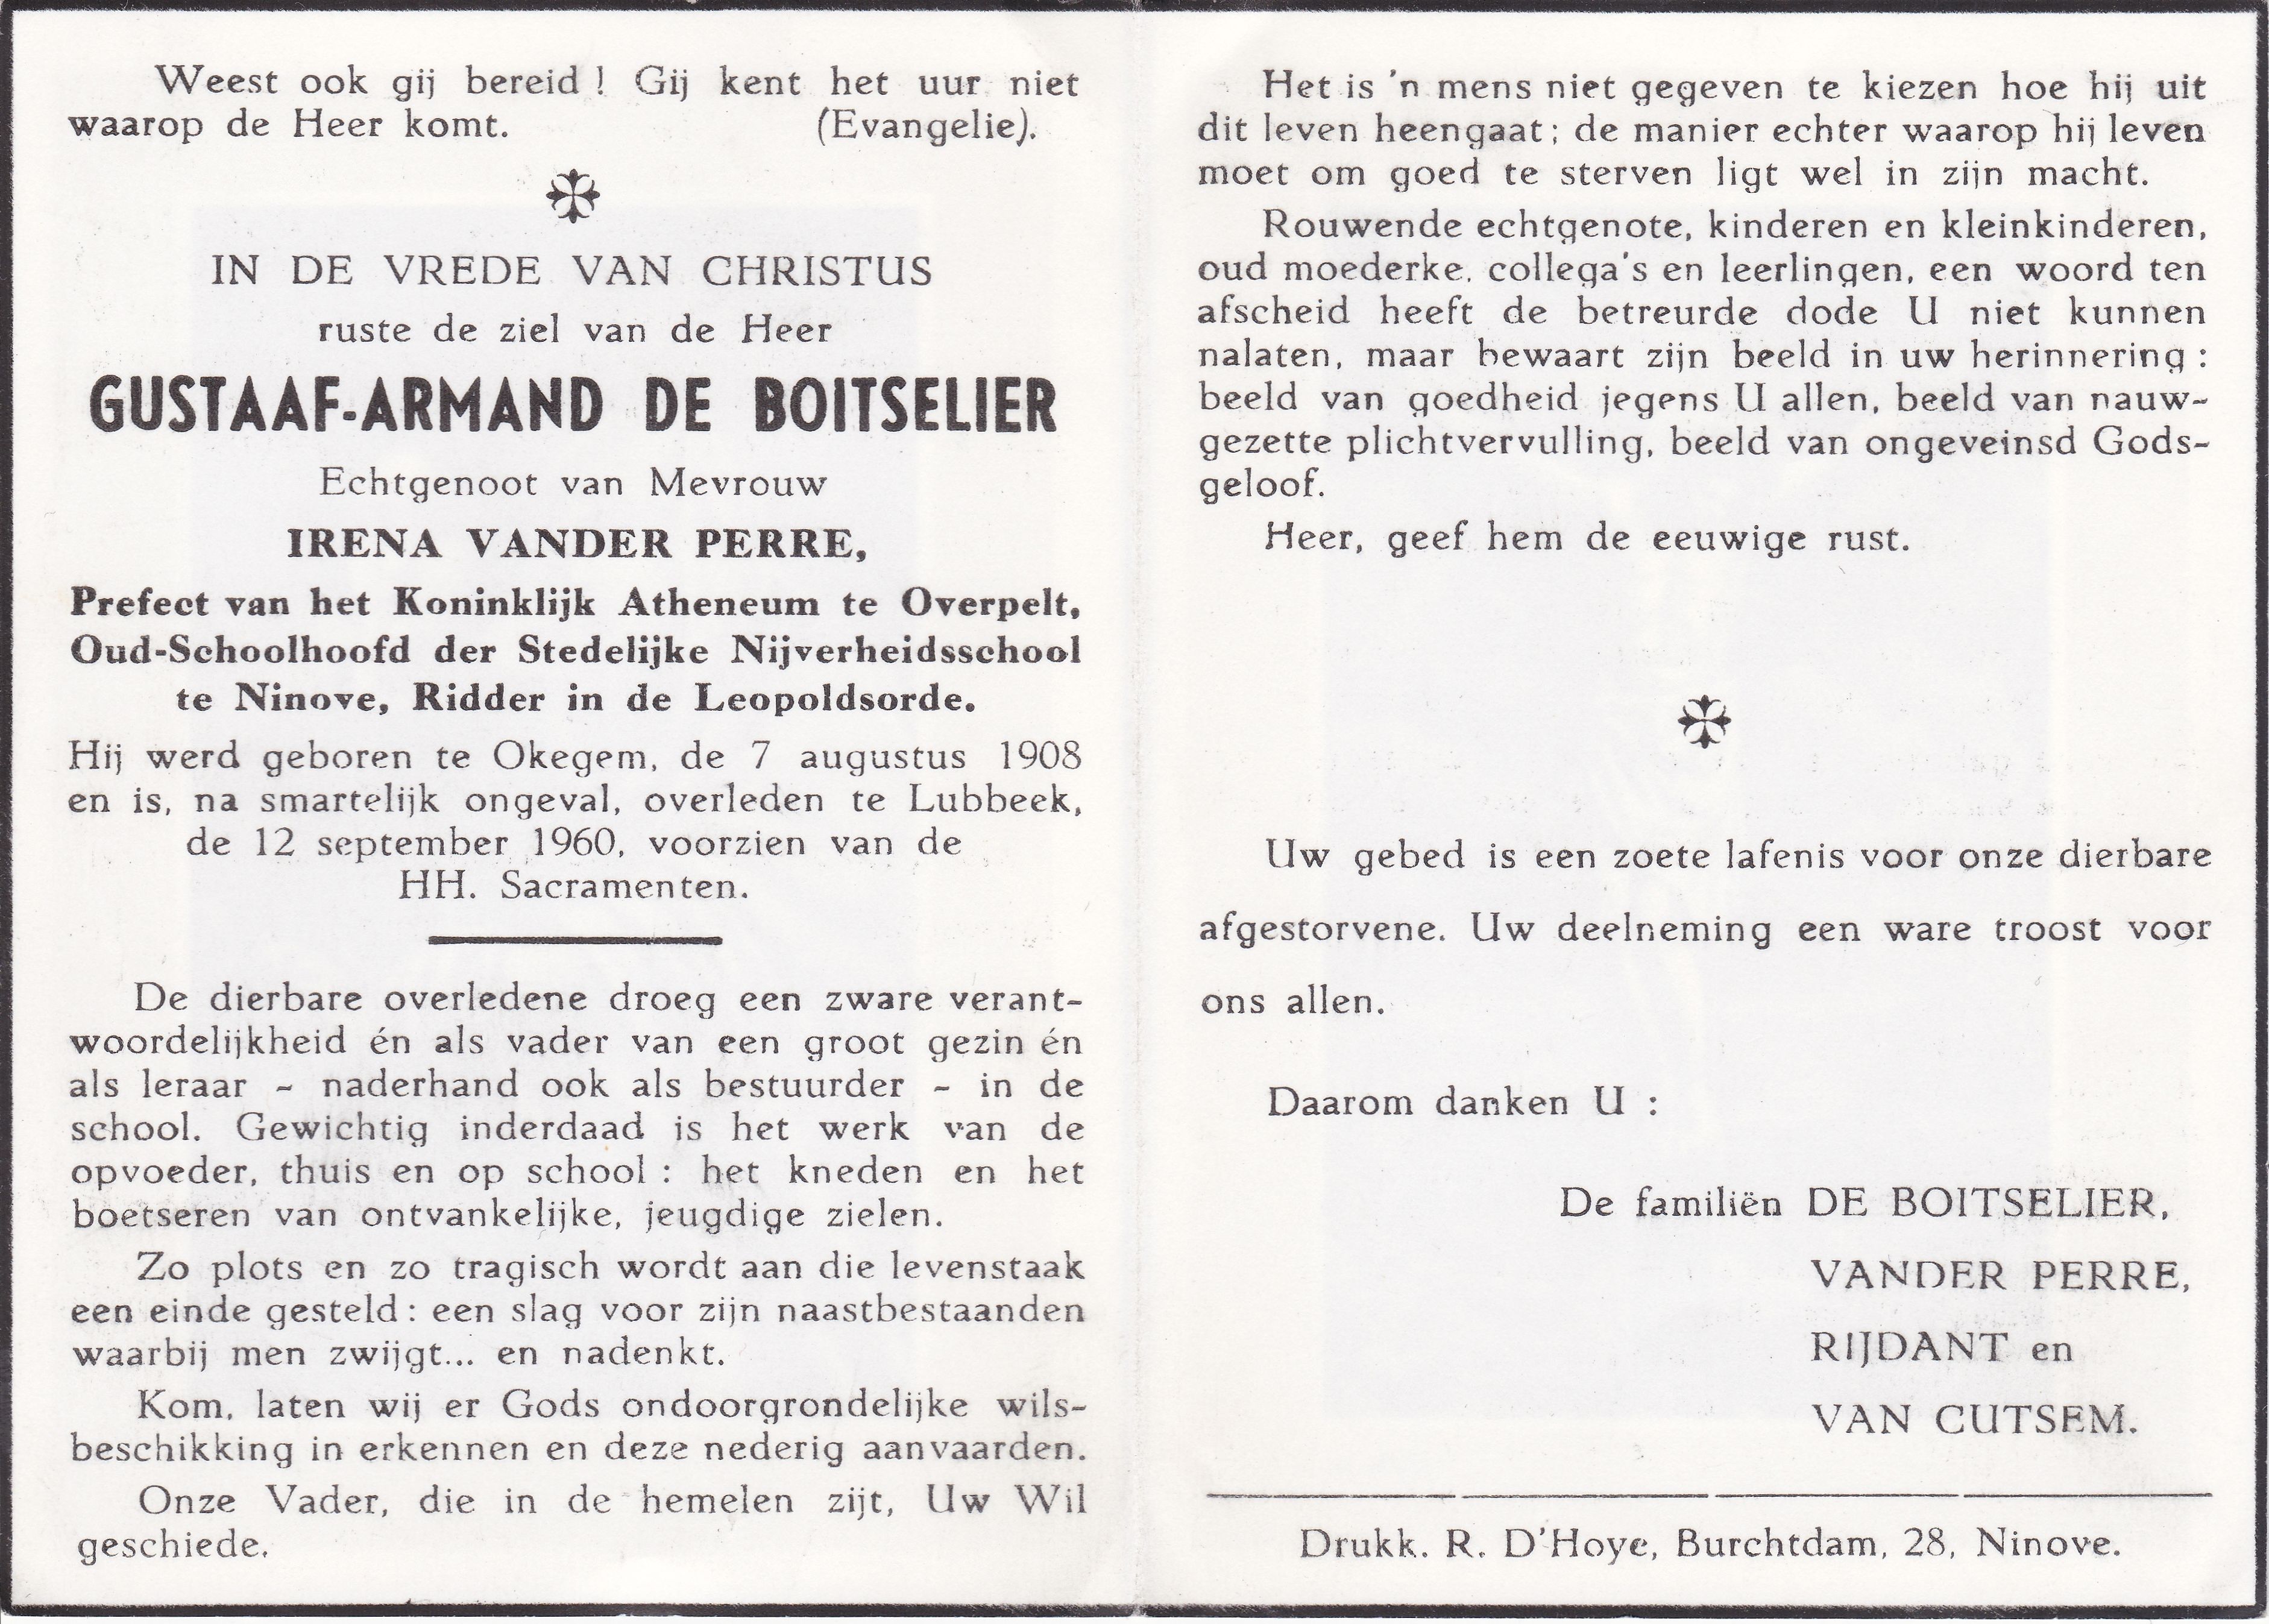 Weest ook gij bereid ! Gij kent het uur niet
waarop de Heer komt. (Evangelie).
IN DE VREDE VAN CHRISTUS
ruste de ziel van de Heer
GUSTAAF-ARMAND DE BOITSELIER
Echtgenoot van Mevrouw
IRENA VANDER PERRE,
Prefect van het Koninklijk Atheneum te Overpelt,
Oud-Schoolhoofd der Stedelijke Nijverheidsschool
te Ninove, Ridder in de Leopoldsorde.
Hij werd geboren te Okegem, de 7 augustus 1908
en is, na smartelijk ongeval, overleden te Lubbeek,
de 12 september 1960, voorzien van de
HH. Sacramenten.
De dierbare overledene droeg een zware verant-
woordelijkheid én als vader van een groot gezin én
als leraar - naderhand ook als bestuurder - in de
school. Gewichtig inderdaad is het werk van de
opvoeder, thuis en op school : het kneden en het
boetseren van ontvankelijke, jeugdige zielen.
Zo plots en zo tragisch wordt aan die levenstaak
een einde gesteld : een slag voor zijn naastbestaanden
waarbij men zwijgt... en nadenkt.
Kom, laten wij er Gods ondoorgrondelijke wils-
beschikking in erkennen en deze nederig aanvaarden.
Onze Vader, die in de hemelen zijt, Uw Wil
geschiede.
Het is 'n mens niet gegeven te kiezen hoe hij uit
dit leven heengaat ; de manier echter waarop hij leven
moet om goed te sterven ligt wel in zijn macht.
Rouwende echtgenote, kinderen en kleinkinderen,
oud moederke, collega's en leerlingen, een woord ten
afscheid heeft de betreurde dode U niet kunnen
nalaten, maar bewaart zijn beeld in uw herinnering :
beeld van goedheid jegens U allen, beeld van nauw-
gezette plichtvervulling, beeld van ongeveinsd Gods-
geloof.
Heer, geef hem de eeuwige rust.
Uw gebed is een zoete lafenis voor onze dierbare
afgestorvene. Uw deelneming een ware troost voor
ons allen.
Daarom danken U :
De familiën DE BOITSELIER,
VANDER PERRE,
RIJDANT en
VAN CUTSEM.
Drukk. R. D'Hoye, Burchtdam, 28, Ninove.